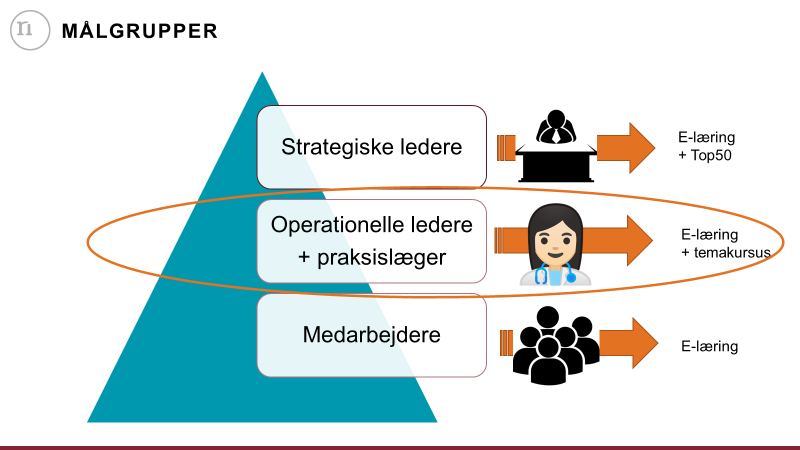 MÅLGRUPPER
Strategiske ledere
E-læring
+ Top50
Operationelle ledere
+ praksislæger
E-læring
+ temakursus
Medarbejdere
E-læring